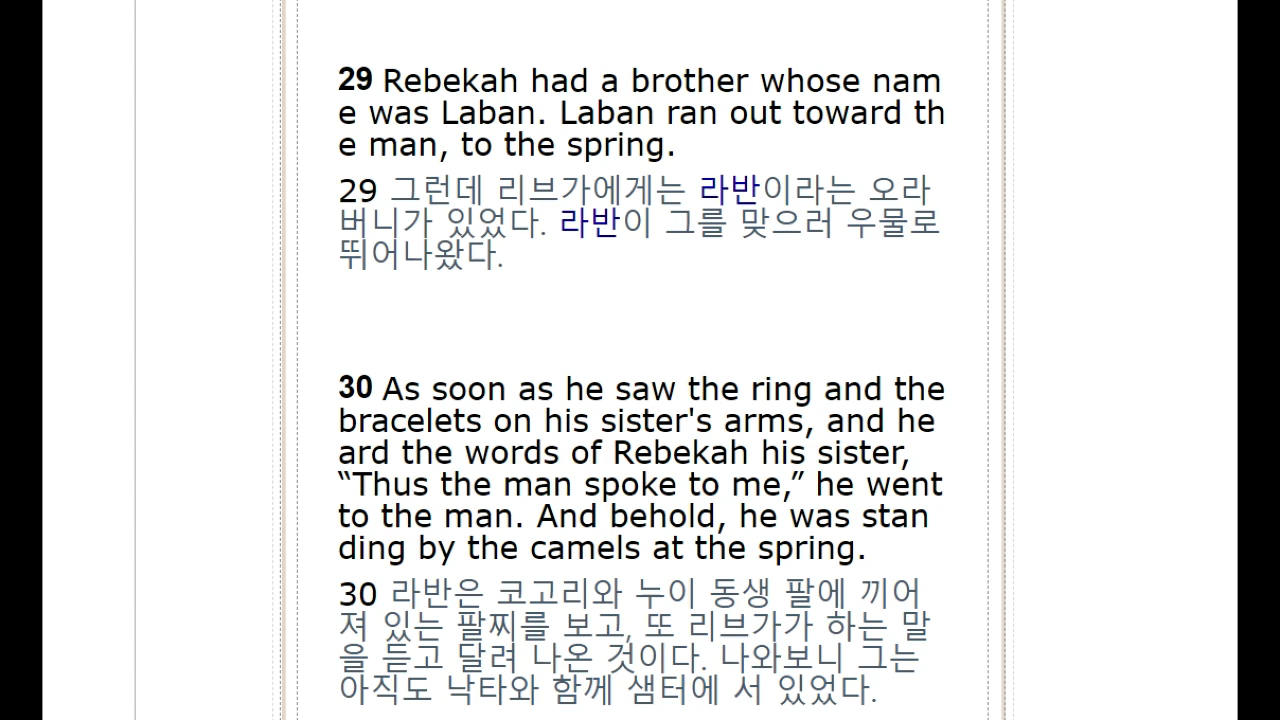 29 Rebekah had a brother whose nam
e was Laban. Laban ran out toward th
e man, to the spring.
29 그런데 리브가에게는 라반이라는 오라
버니가 있었다. 라반이 그를 맞으러 우물로
뛰어나왔다.
30 As soon as he saw the ring and the
bracelets on his sister's arms, and he
ard the words of Rebekah his sister,
“Thus the man spoke to me,” he went
to the man. And behold, he was stan
ding by the camels at the spring.
30 라반은 코고리와 누이 동생 팔에 끼어
져 있는 팔찌를 보고, 또 리브가가 하는 말
을 듣고 달려 나온 것이다. 나와보니 그는
아직도 낙타와 함께 샘터에 서 있었다.